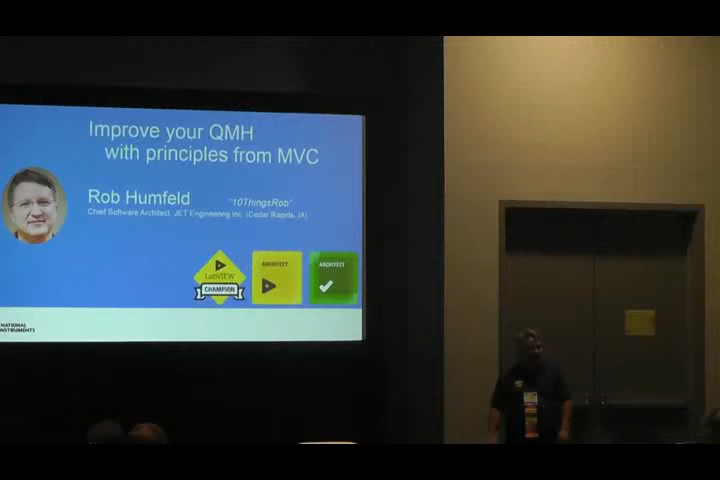 Improve your QMH
with principles from MVC
Rob Humfeld "10ThingsRob"
Chief Software Architect, JET Engineering Inc. (Cedar Rapids, IA)
LabVIEW
CHAMPION
ARCHITECT
ARCHITECT
NATIONAL
INSTRUMENTS